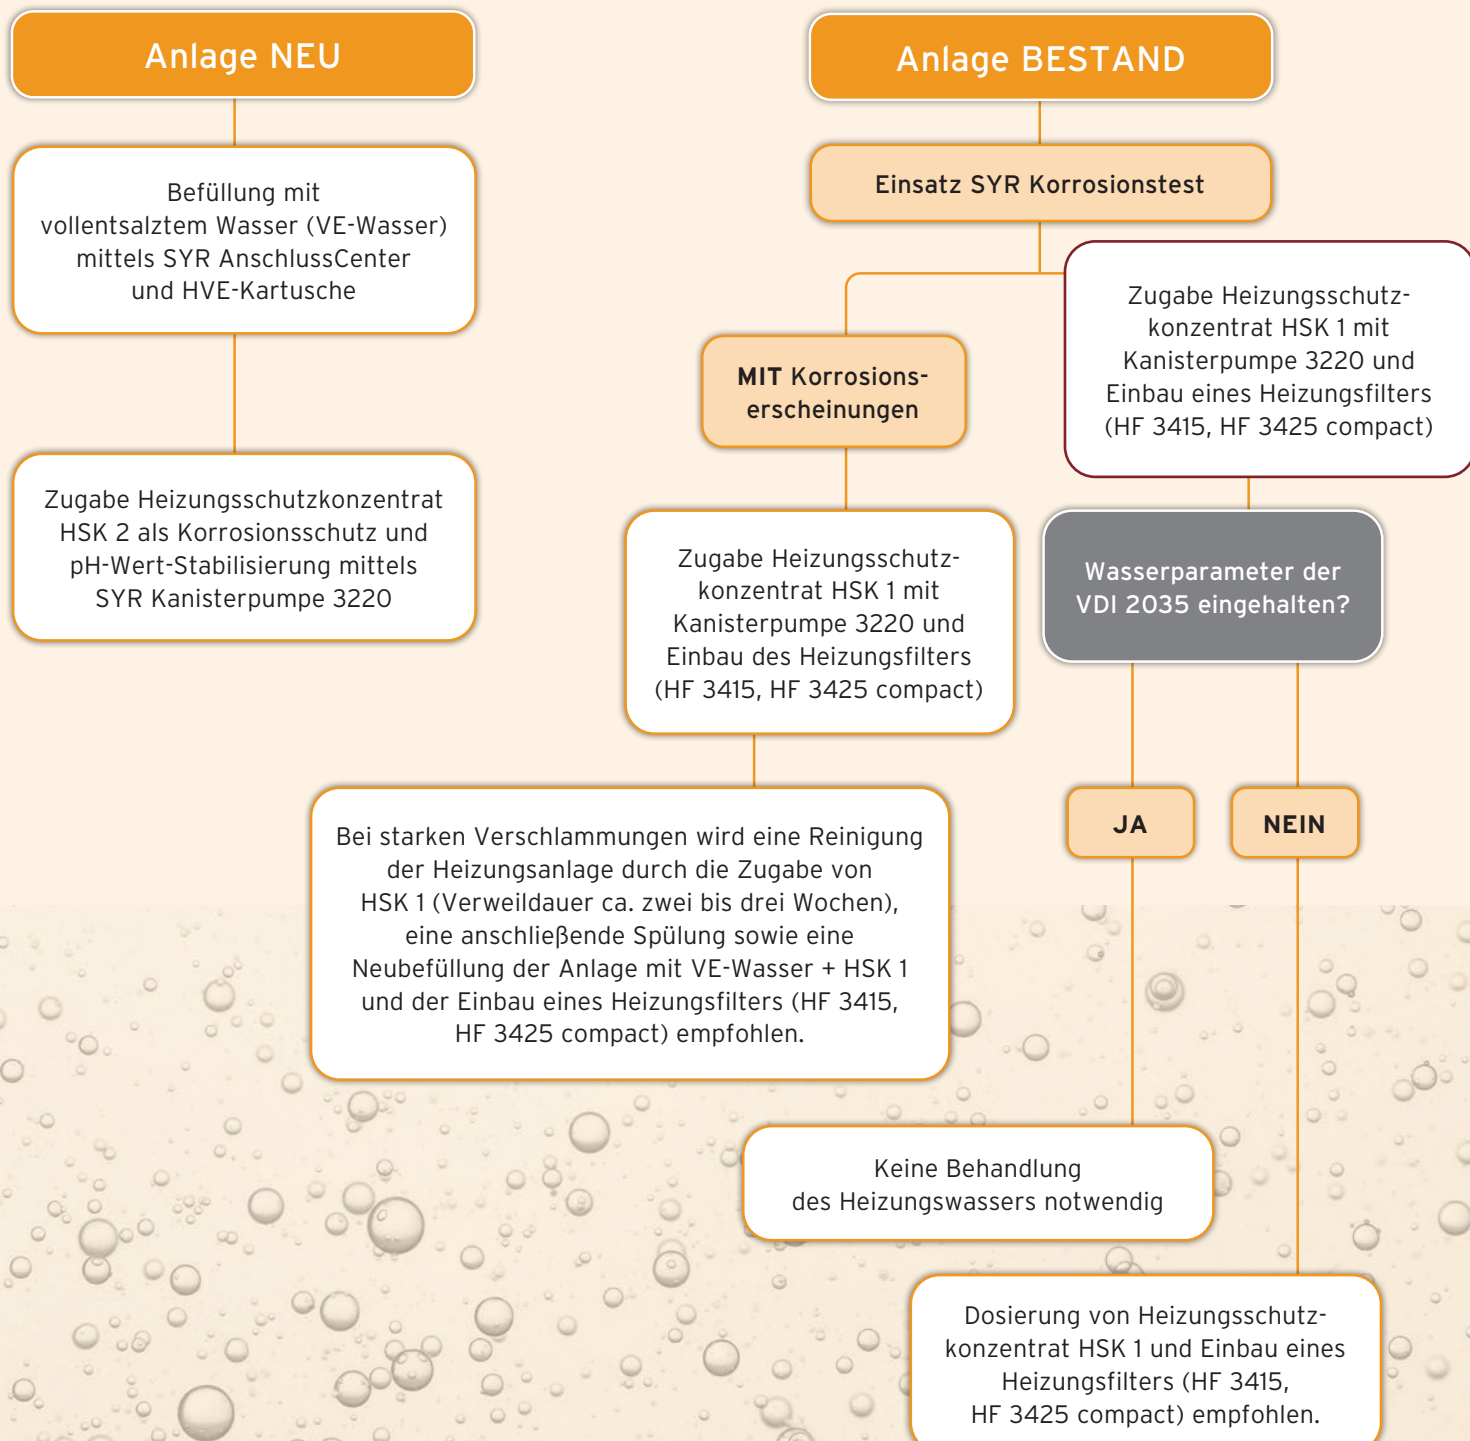 Anlage NEU
Befüllung mit
vollentsalztem Wasser (VE-Wasser)
mittels SYR AnschlussCenter
und HVE-Kartusche
Zugabe Heizungsschutzkonzentrat
HSK 2 als Korrosionsschutz und
pH-Wert-Stabilisierung mittels
SYR Kanisterpumpe 3220
Anlage BESTAND
Einsatz SYR Korrosionstest
MIT Korrosions-
erscheinungen
Zugabe Heizungsschutz-
konzentrat HSK 1 mit
Kanisterpumpe 3220 und
Einbau des Heizungsfilters
(HF 3415, HF 3425 compact)
Bei starken Verschlammungen wird eine Reinigung
der Heizungsanlage durch die Zugabe von
HSK 1 (Verweildauer ca. zwei bis drei Wochen),
eine anschließende Spülung sowie eine
Neubefüllung der Anlage mit VE-Wasser + HSK 1
und der Einbau eines Heizungsfilters (HF 3415,
HF 3425 compact) empfohlen.
Zugabe Heizungsschutz-
konzentrat HSK 1 mit
Kanisterpumpe 3220 und
Einbau eines Heizungsfilters
(HF 3415, HF 3425 compact)
Wasserparameter der
VDI 2035 eingehalten?
JA
NEIN
Keine Behandlung
des Heizungswassers notwendig
Dosierung von Heizungsschutz-
konzentrat HSK 1 und Einbau eines
Heizungsfilters (HF 3415,
HF 3425 compact) empfohlen.